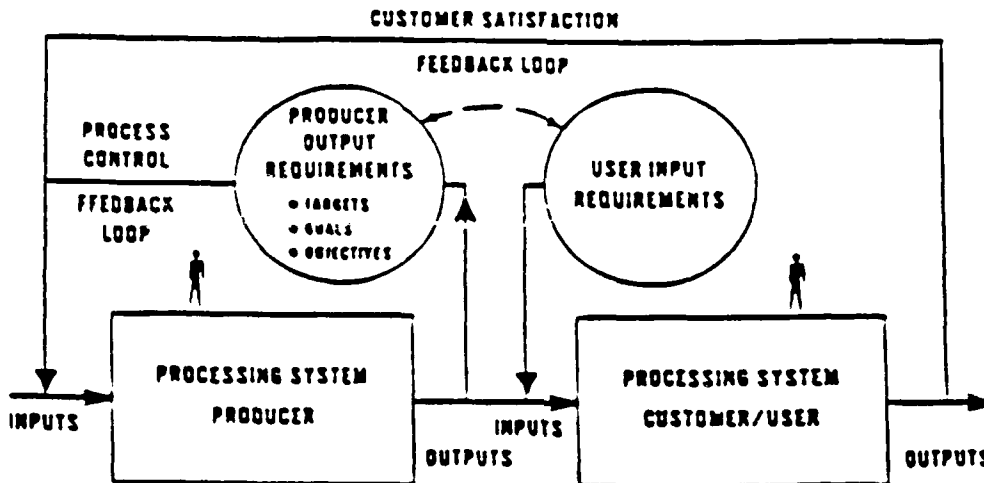 CUSTOMER SATISFACTION
FEEDBACK LOOP
PROCESS
CONTROL
FFEDBACK
LOOP
PRODUCER
OUTPUT
REQUIREMENTS
• TARGETS
• GOALS
• OBJECTIVES
USER INPUT
REQUIREMENTS
PROCESSING SYSTEM
PRODUCER
PROCESSING SYSTEM
CUSTOMER/USER
INPUTS
OUTPUTS
INPUTS
OUTPUTS